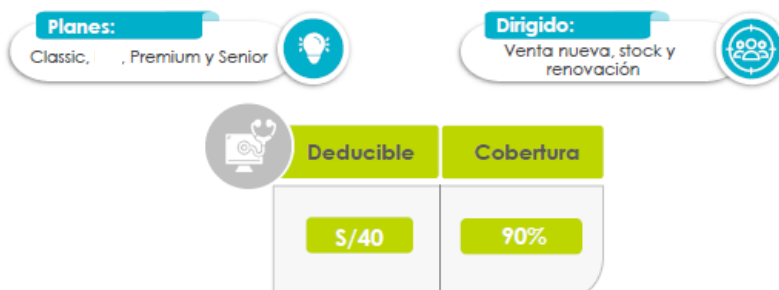 Planes:
Classic, , Premium y Senior
Dirigido:
Venta nueva, stock y
renovación
Deducible Cobertura
S/40 90%